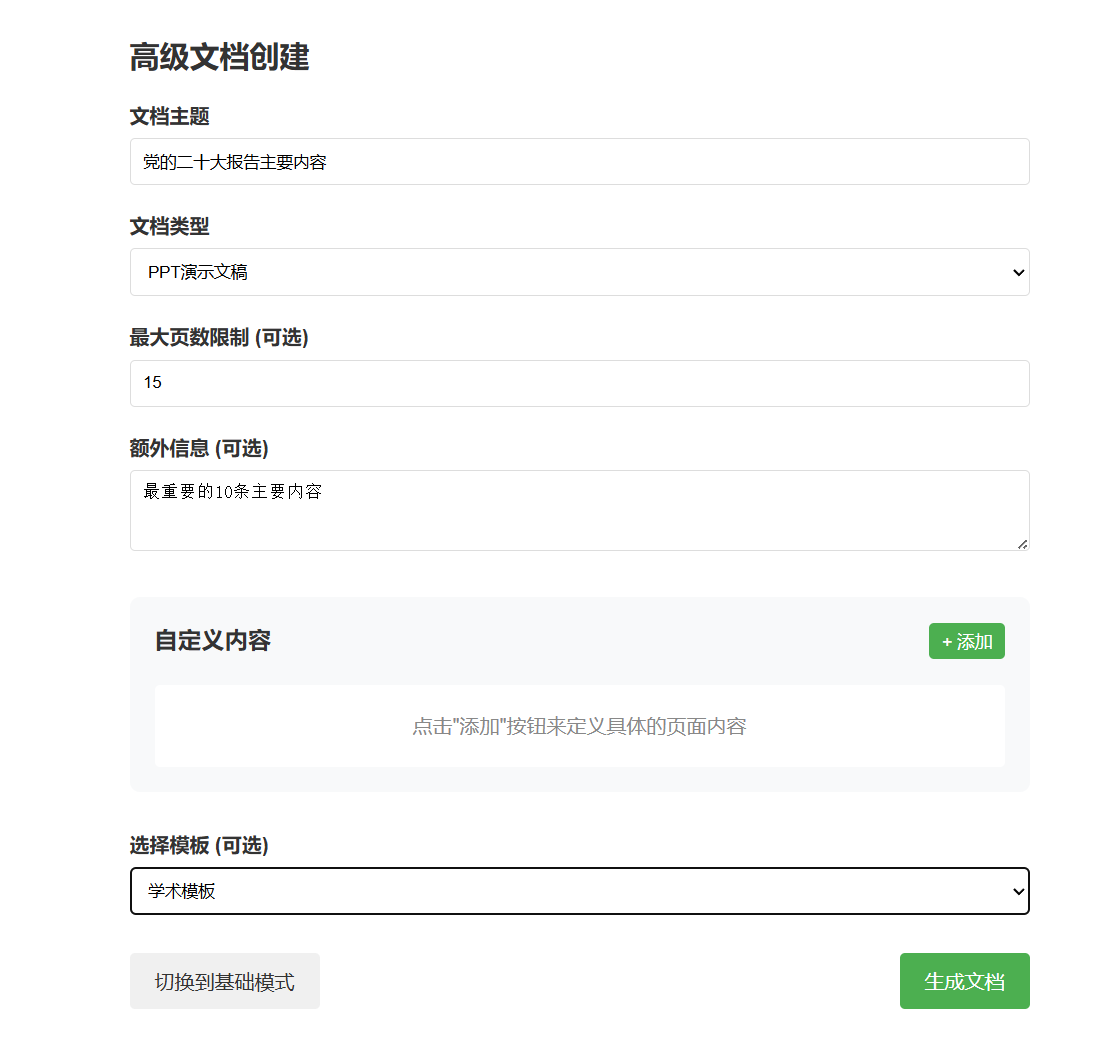 高级文档创建
文档主题
党的二十大报告主要内容
文档类型
PPT演示文稿
最大页数限制 (可选)
15
额外信息 (可选)
最重要的10条主要内容
自定义内容
+ 添加
点击"添加"按钮来定义具体的页面内容
选择模板 (可选)
学术模板
切换到基础模式
生成文档